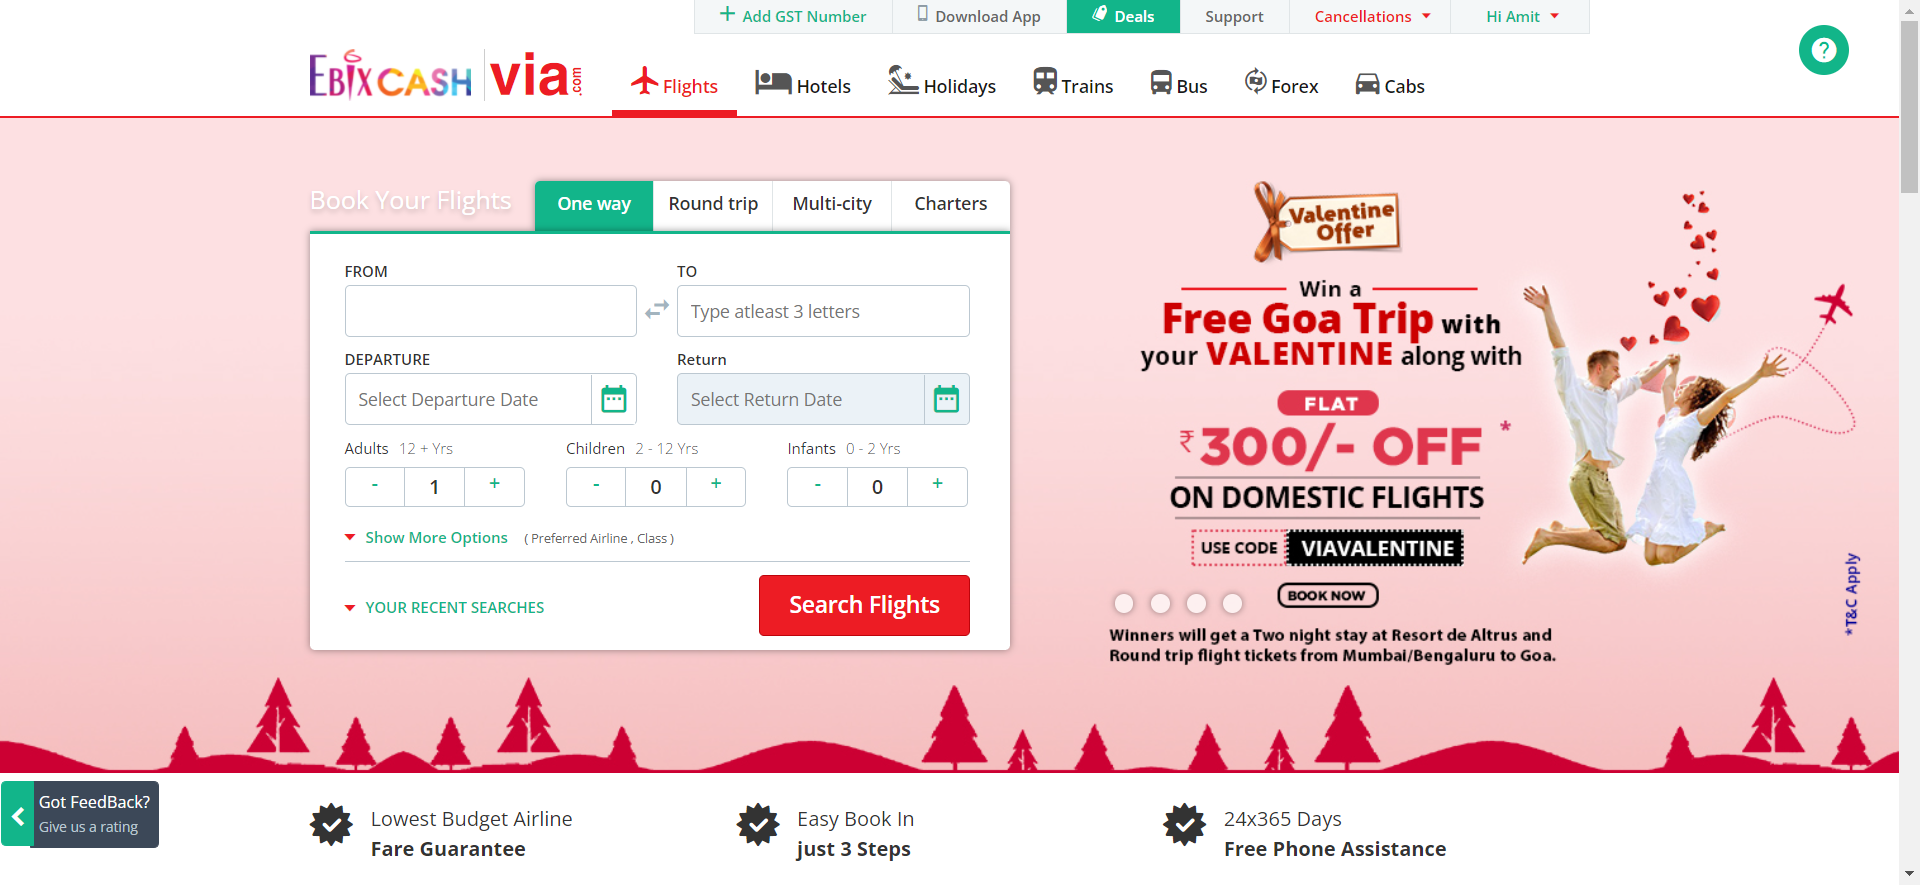 Add GST Number
Download App
Deals
Support
Cancellations
Hi Amit
EBIXCASH
via.com
Flights
Hotels
Holidays
Trains
Bus
Forex
Cabs
?
Book Your Flights
One way
Round trip
Multi-city
Charters
FROM
TO
Type atleast 3 letters
DEPARTURE
Return
Select Departure Date
Select Return Date
Adults 12 + Yrs
Children 2 - 12 Yrs
Infants 0 - 2 Yrs
- 1 +
- 0 +
- 0 +
Show More Options ( Preferred Airline , Class )
YOUR RECENT SEARCHES
Search Flights
Valentine
Offer
Win a
Free Goa Trip with
your VALENTINE along with
FLAT
₹300/- OFF *
ON DOMESTIC FLIGHTS
USE CODE VIAVALENTINE
BOOK NOW
Winners will get a Two night stay at Resort de Altrus and
Round trip flight tickets from Mumbai/Bengaluru to Goa.
*T&C Apply
Got FeedBack?
Give us a rating
Lowest Budget Airline
Fare Guarantee
Easy Book In
just 3 Steps
24x365 Days
Free Phone Assistance